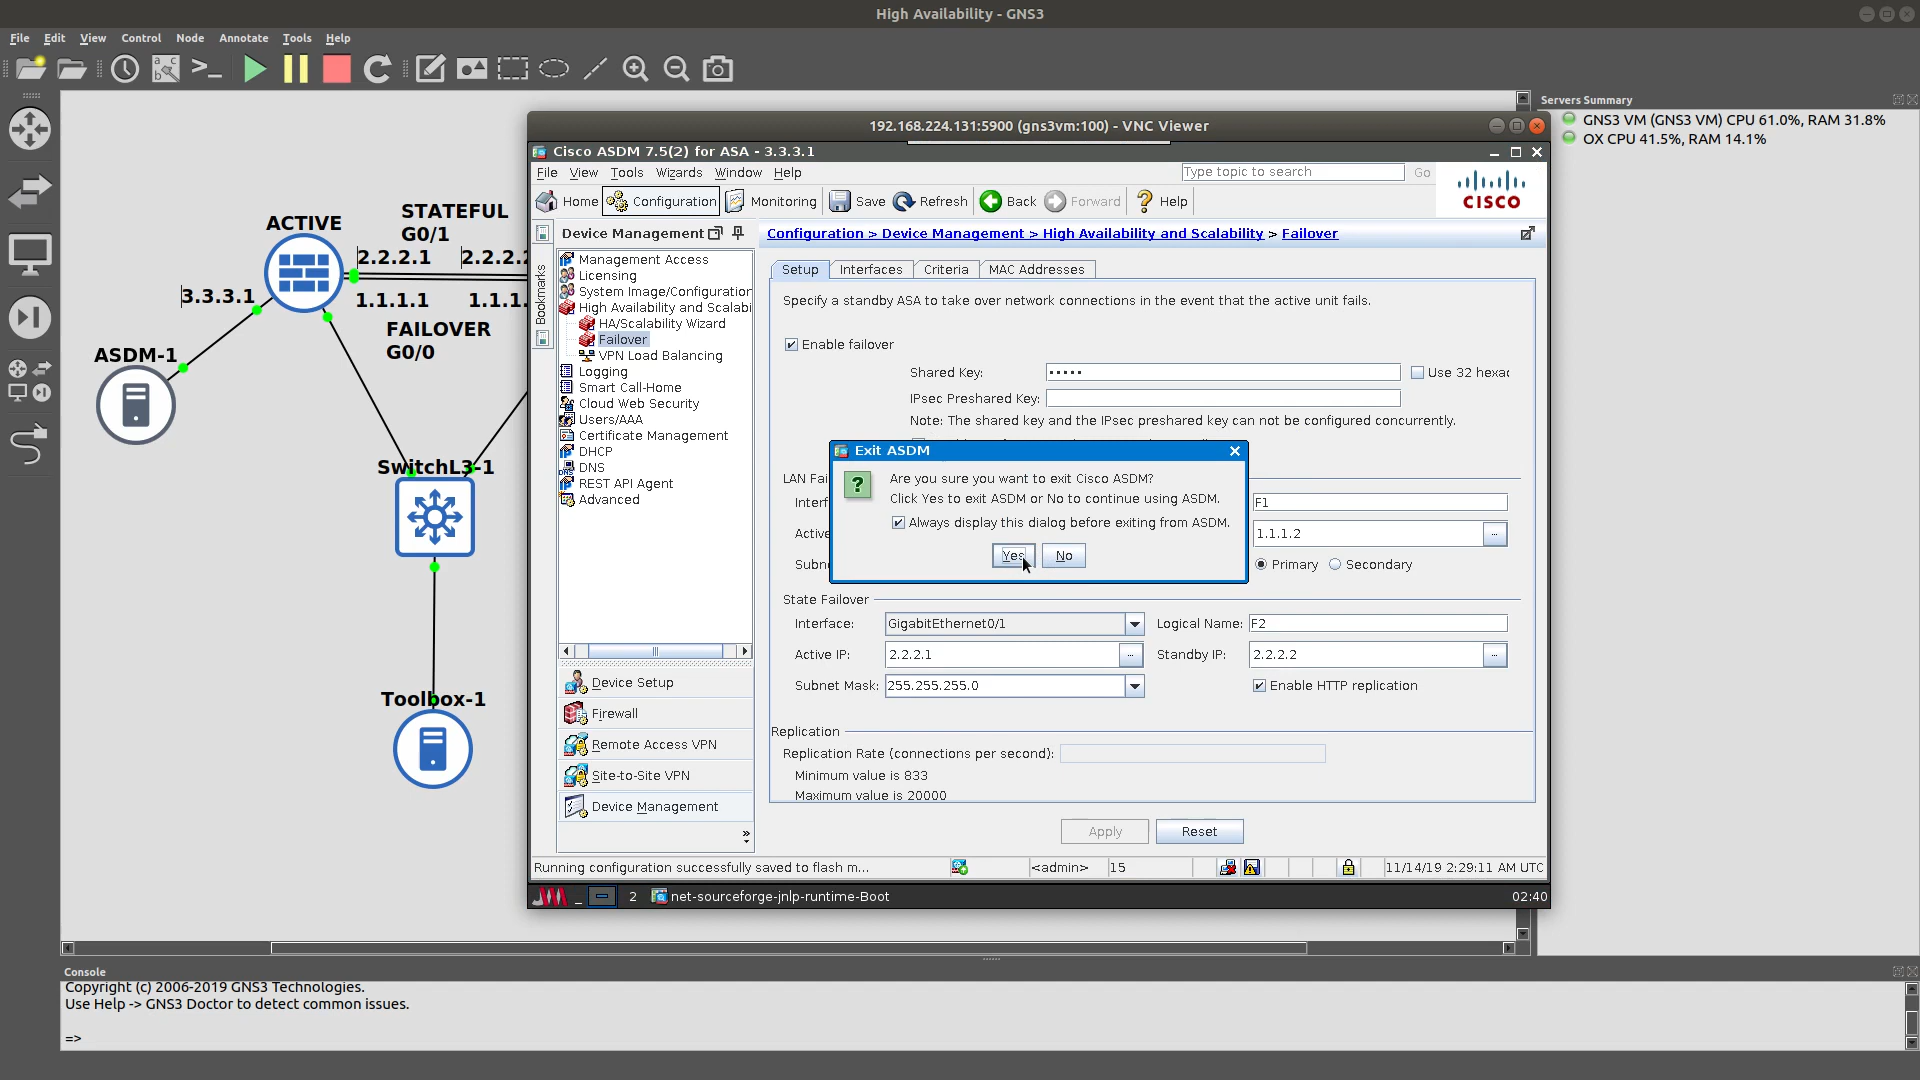 High Availability - GNS3
File Edit View Control Node Annotate Tools Help
Servers Summary
GNS3 VM (GNS3 VM) CPU 61.0%, RAM 31.8%
OX CPU 41.5%, RAM 14.1%
ACTIVE
STATEFUL
G0/1
2.2.2.1
2.2.2.2
3.3.3.1
1.1.1.1
1.1.1.
FAILOVER
G0/0
ASDM-1
SwitchL3-1
Toolbox-1
192.168.224.131:5900 (gns3vm:100) - VNC Viewer
Cisco ASDM 7.5(2) for ASA - 3.3.3.1
File View Tools Wizards Window Help
Type topic to search
Go
Home Configuration Monitoring Save Refresh Back Forward Help
CISCO
Bookmarks
Device Management
Management Access
Licensing
System Image/Configuration
High Availability and Scalabi
HA/Scalability Wizard
Failover
VPN Load Balancing
Logging
Smart Call-Home
Cloud Web Security
Users/AAA
Certificate Management
DHCP
DNS
REST API Agent
Advanced
Device Setup
Firewall
Remote Access VPN
Site-to-Site VPN
Device Management
Configuration > Device Management > High Availability and Scalability > Failover
Setup Interfaces Criteria MAC Addresses
Specify a standby ASA to take over network connections in the event that the active unit fails.
Enable failover
Shared Key: •••••
Use 32 hexac
IPsec Preshared Key:
Note: The shared key and the IPsec preshared key can not be configured concurrently.
LAN Fai
Interf
F1
Active
1.1.1.2
Subn
Primary Secondary
Exit ASDM
Are you sure you want to exit Cisco ASDM?
Click Yes to exit ASDM or No to continue using ASDM.
Always display this dialog before exiting from ASDM.
Yes No
State Failover
Interface: GigabitEthernet0/1 Logical Name: F2
Active IP: 2.2.2.1 Standby IP: 2.2.2.2
Subnet Mask: 255.255.255.0 Enable HTTP replication
Replication
Replication Rate (connections per second):
Minimum value is 833
Maximum value is 20000
Apply Reset
Running configuration successfully saved to flash m...
<admin> 15 11/14/19 2:29:11 AM UTC
2 net-sourceforge-jnlp-runtime-Boot 02:40
Console
Copyright (c) 2006-2019 GNS3 Technologies.
Use Help -> GNS3 Doctor to detect common issues.
=>